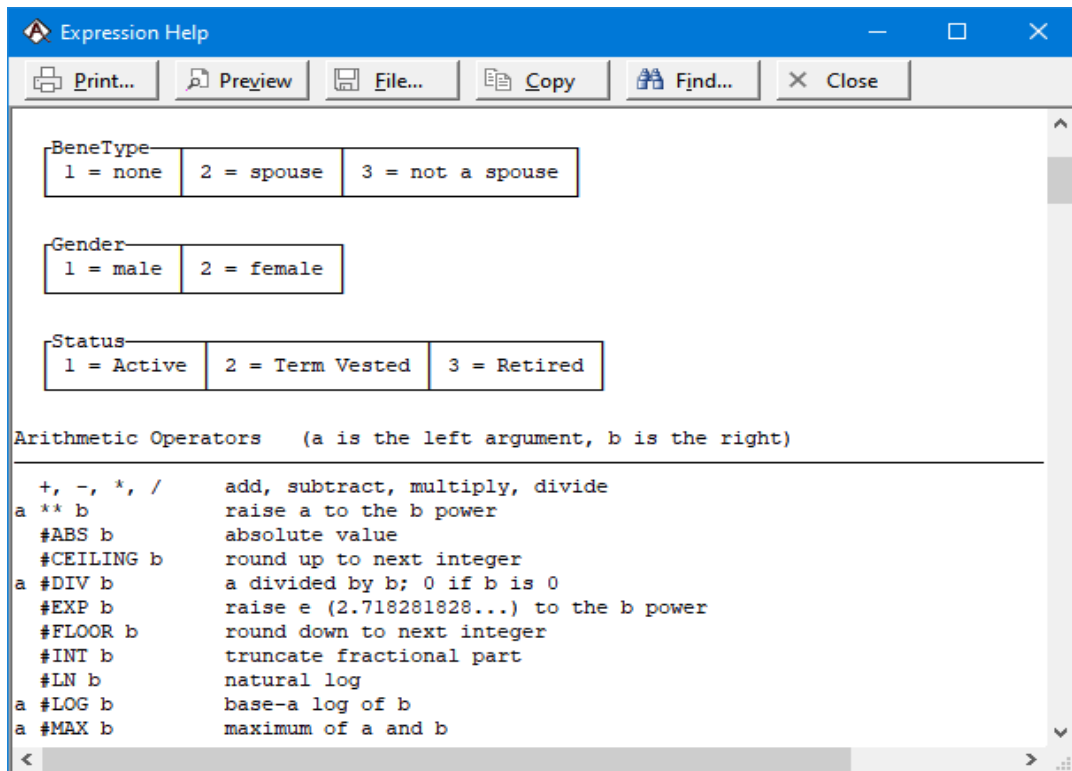 Expression Help
Print... Preview File... Copy Find... Close
BeneType
1 = none 2 = spouse 3 = not a spouse
Gender
1 = male 2 = female
Status
1 = Active 2 = Term Vested 3 = Retired
Arithmetic Operators (a is the left argument, b is the right)
+, -, *, / add, subtract, multiply, divide
a ** b raise a to the b power
#ABS b absolute value
#CEILING b round up to next integer
a #DIV b a divided by b; 0 if b is 0
#EXP b raise e (2.718281828...) to the b power
#FLOOR b round down to next integer
#INT b truncate fractional part
#LN b natural log
a #LOG b base-a log of b
a #MAX b maximum of a and b